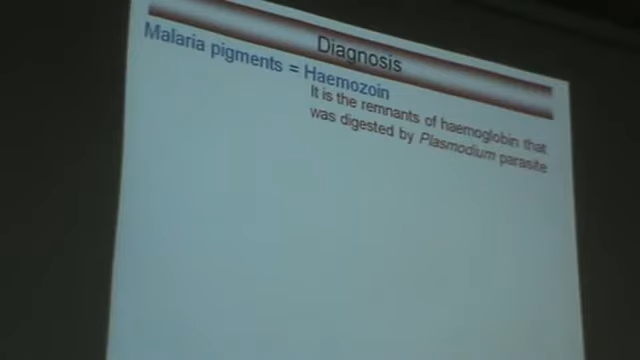 Diagnosis
Malaria pigments = Haemozoin
It is the remnants of haemoglobin that
was digested by Plasmodium parasite